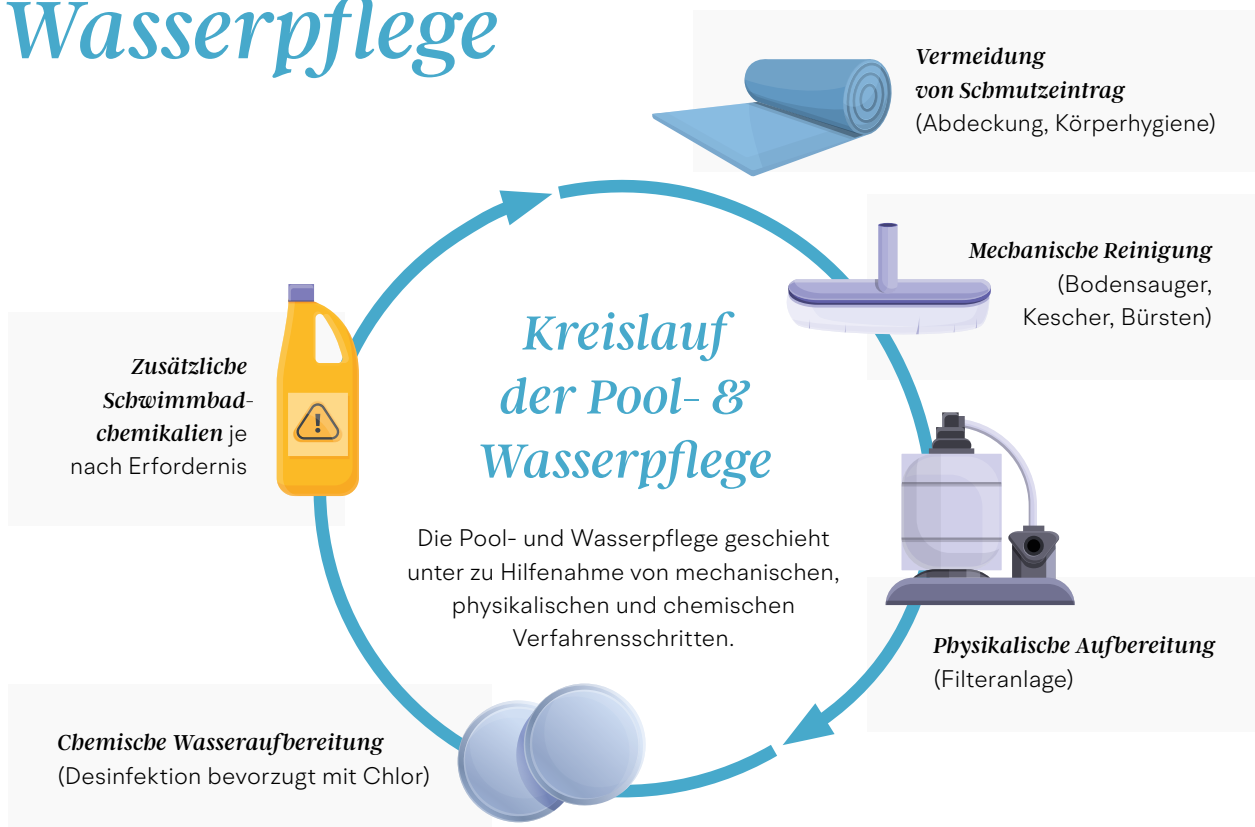 Wasserpflege
Vermeidung
von Schmutzeintrag
(Abdeckung, Körperhygiene)
Mechanische Reinigung
(Bodensauger,
Kescher, Bürsten)
Kreislauf
der Pool- &
Wasserpflege
Die Pool- und Wasserpflege geschieht
unter zu Hilfenahme von mechanischen,
physikalischen und chemischen
Verfahrensschritten.
Zusätzliche
Schwimmbad-
chemikalien je
nach Erfordernis
Physikalische Aufbereitung
(Filteranlage)
Chemische Wasseraufbereitung
(Desinfektion bevorzugt mit Chlor)